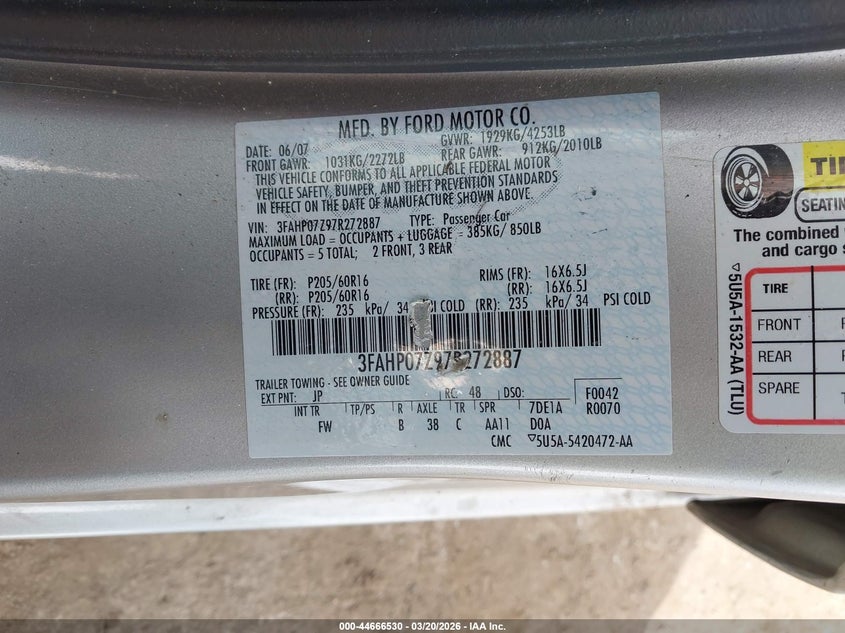 MFD. BY FORD MOTOR CO.
DATE: 06/07 GVWR: 1929KG/4253LB
FRONT GAWR: 1031KG/2272LB REAR GAWR: 912KG/2010LB
THIS VEHICLE CONFORMS TO ALL APPLICABLE FEDERAL MOTOR
VEHICLE SAFETY, BUMPER, AND THEFT PREVENTION STANDARDS
IN EFFECT ON THE DATE OF MANUFACTURE SHOWN ABOVE.
VIN: 3FAHP07Z97R272887 TYPE: Passenger Car
MAXIMUM LOAD = OCCUPANTS + LUGGAGE = 385KG/ 850LB
OCCUPANTS = 5 TOTAL; 2 FRONT, 3 REAR
TIRE (FR): P205/60R16 RIMS (FR): 16X6.5J
(RR): P205/60R16 (RR): 16X6.5J
PRESSURE (FR): 235 kPa/ 34 PSI COLD (RR): 235 kPa/ 34 PSI COLD
3FAHP07Z97R272887
TRAILER TOWING - SEE OWNER GUIDE
EXT PNT: JP RC: 48 DSO: F0042
INT TR TP/PS R AXLE TR SPR 7DE1A R0070
FW B 38 C AA11 D0A
CMC ▽5U5A-5420472-AA
SEATIN
The combined
and cargo s
TIRE
FRONT
REAR
SPARE
▽5U5A-1532-AA (TLU)
000-44666530 - 03/20/2026 - IAA Inc.